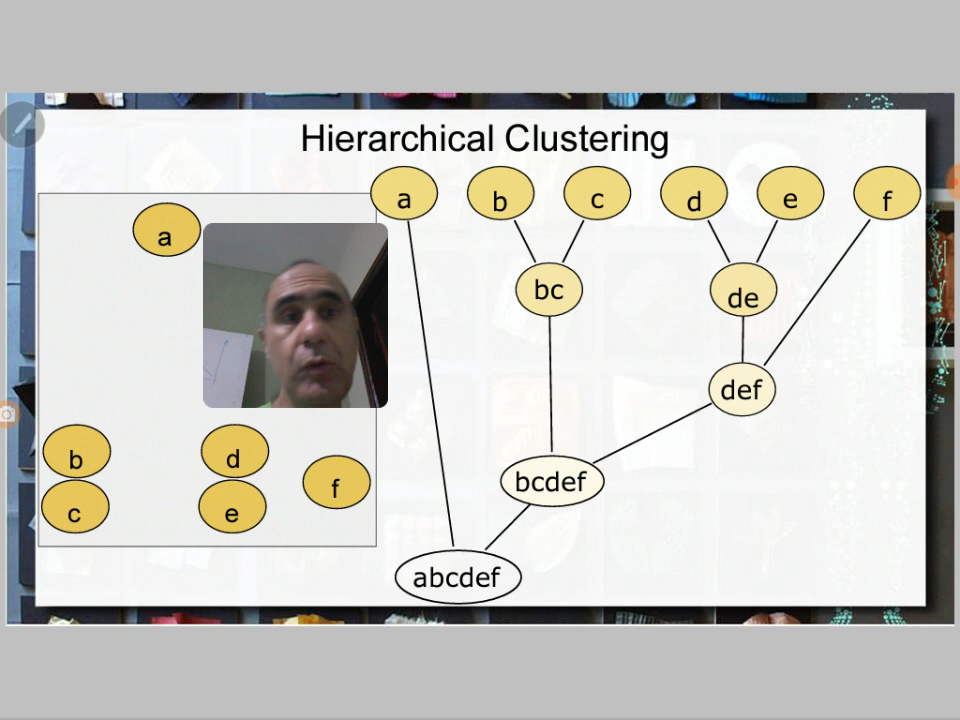 Hierarchical Clustering
a b c d e f
a
bc de
def
b d
f
c e
bcdef
abcdef